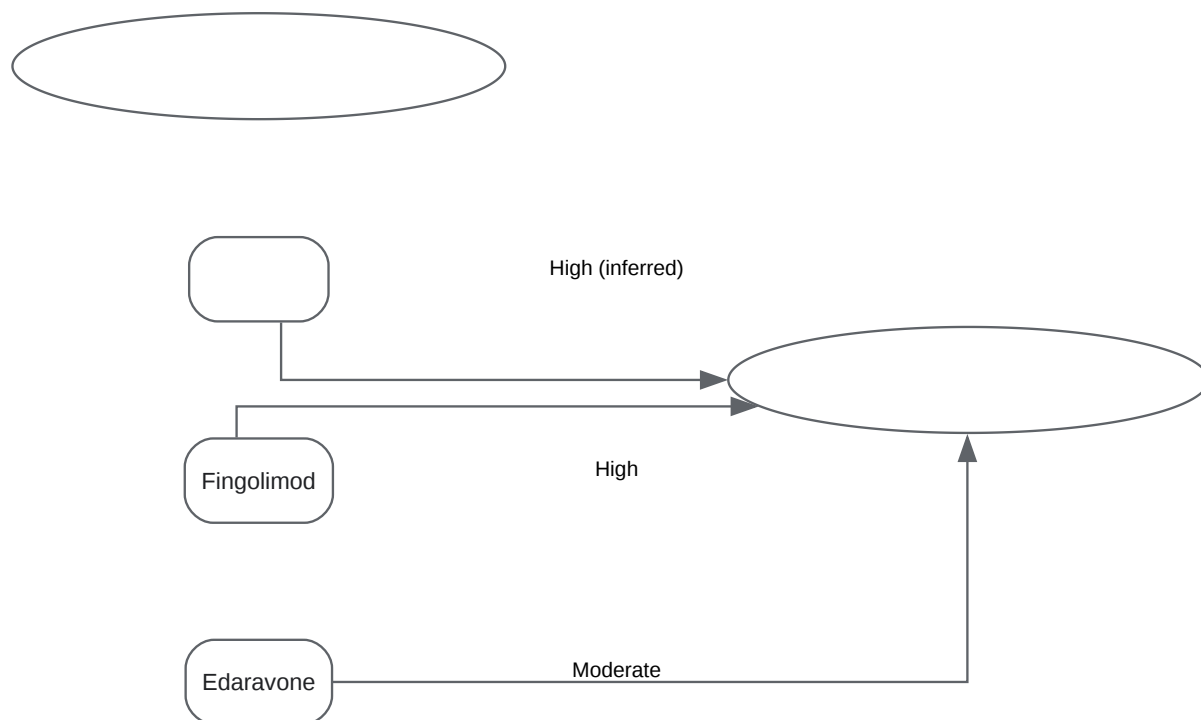 High (inferred)
Fingolimod
High
Edaravone
Moderate